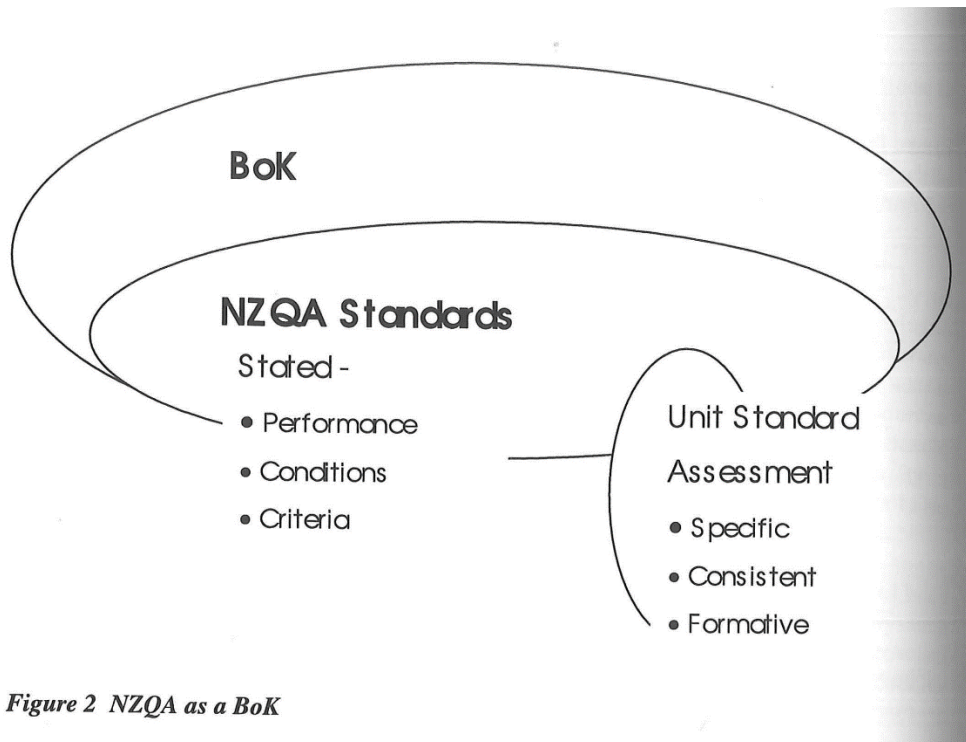 BoK
NZQA Standards
Stated -
• Performance
• Conditions
• Criteria
Unit Standard
Assessment
• Specific
• Consistent
• Formative
Figure 2 NZQA as a BoK